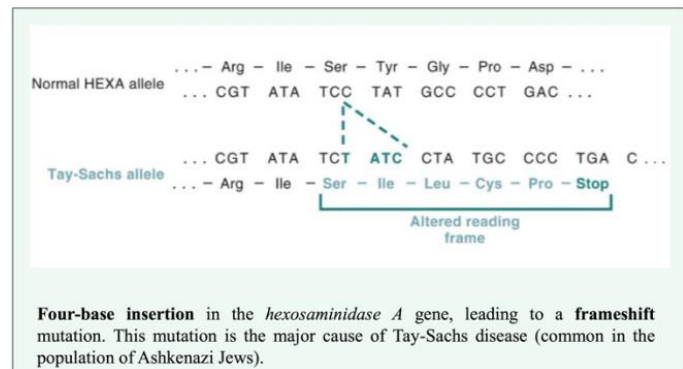 ... – Arg – Ile – Ser – Tyr – Gly – Pro – Asp – ...
Normal HEXA allele
... CGT ATA TCC TAT GCC CCT GAC ...
... CGT ATA TCT ATC CTA TGC CCC TGA C ...
Tay-Sachs allele
... – Arg – Ile – Ser – Ile – Leu – Cys – Pro – Stop
Altered reading
frame
Four-base insertion in the hexosaminidase A gene, leading to a frameshift
mutation. This mutation is the major cause of Tay-Sachs disease (common in the
population of Ashkenazi Jews).